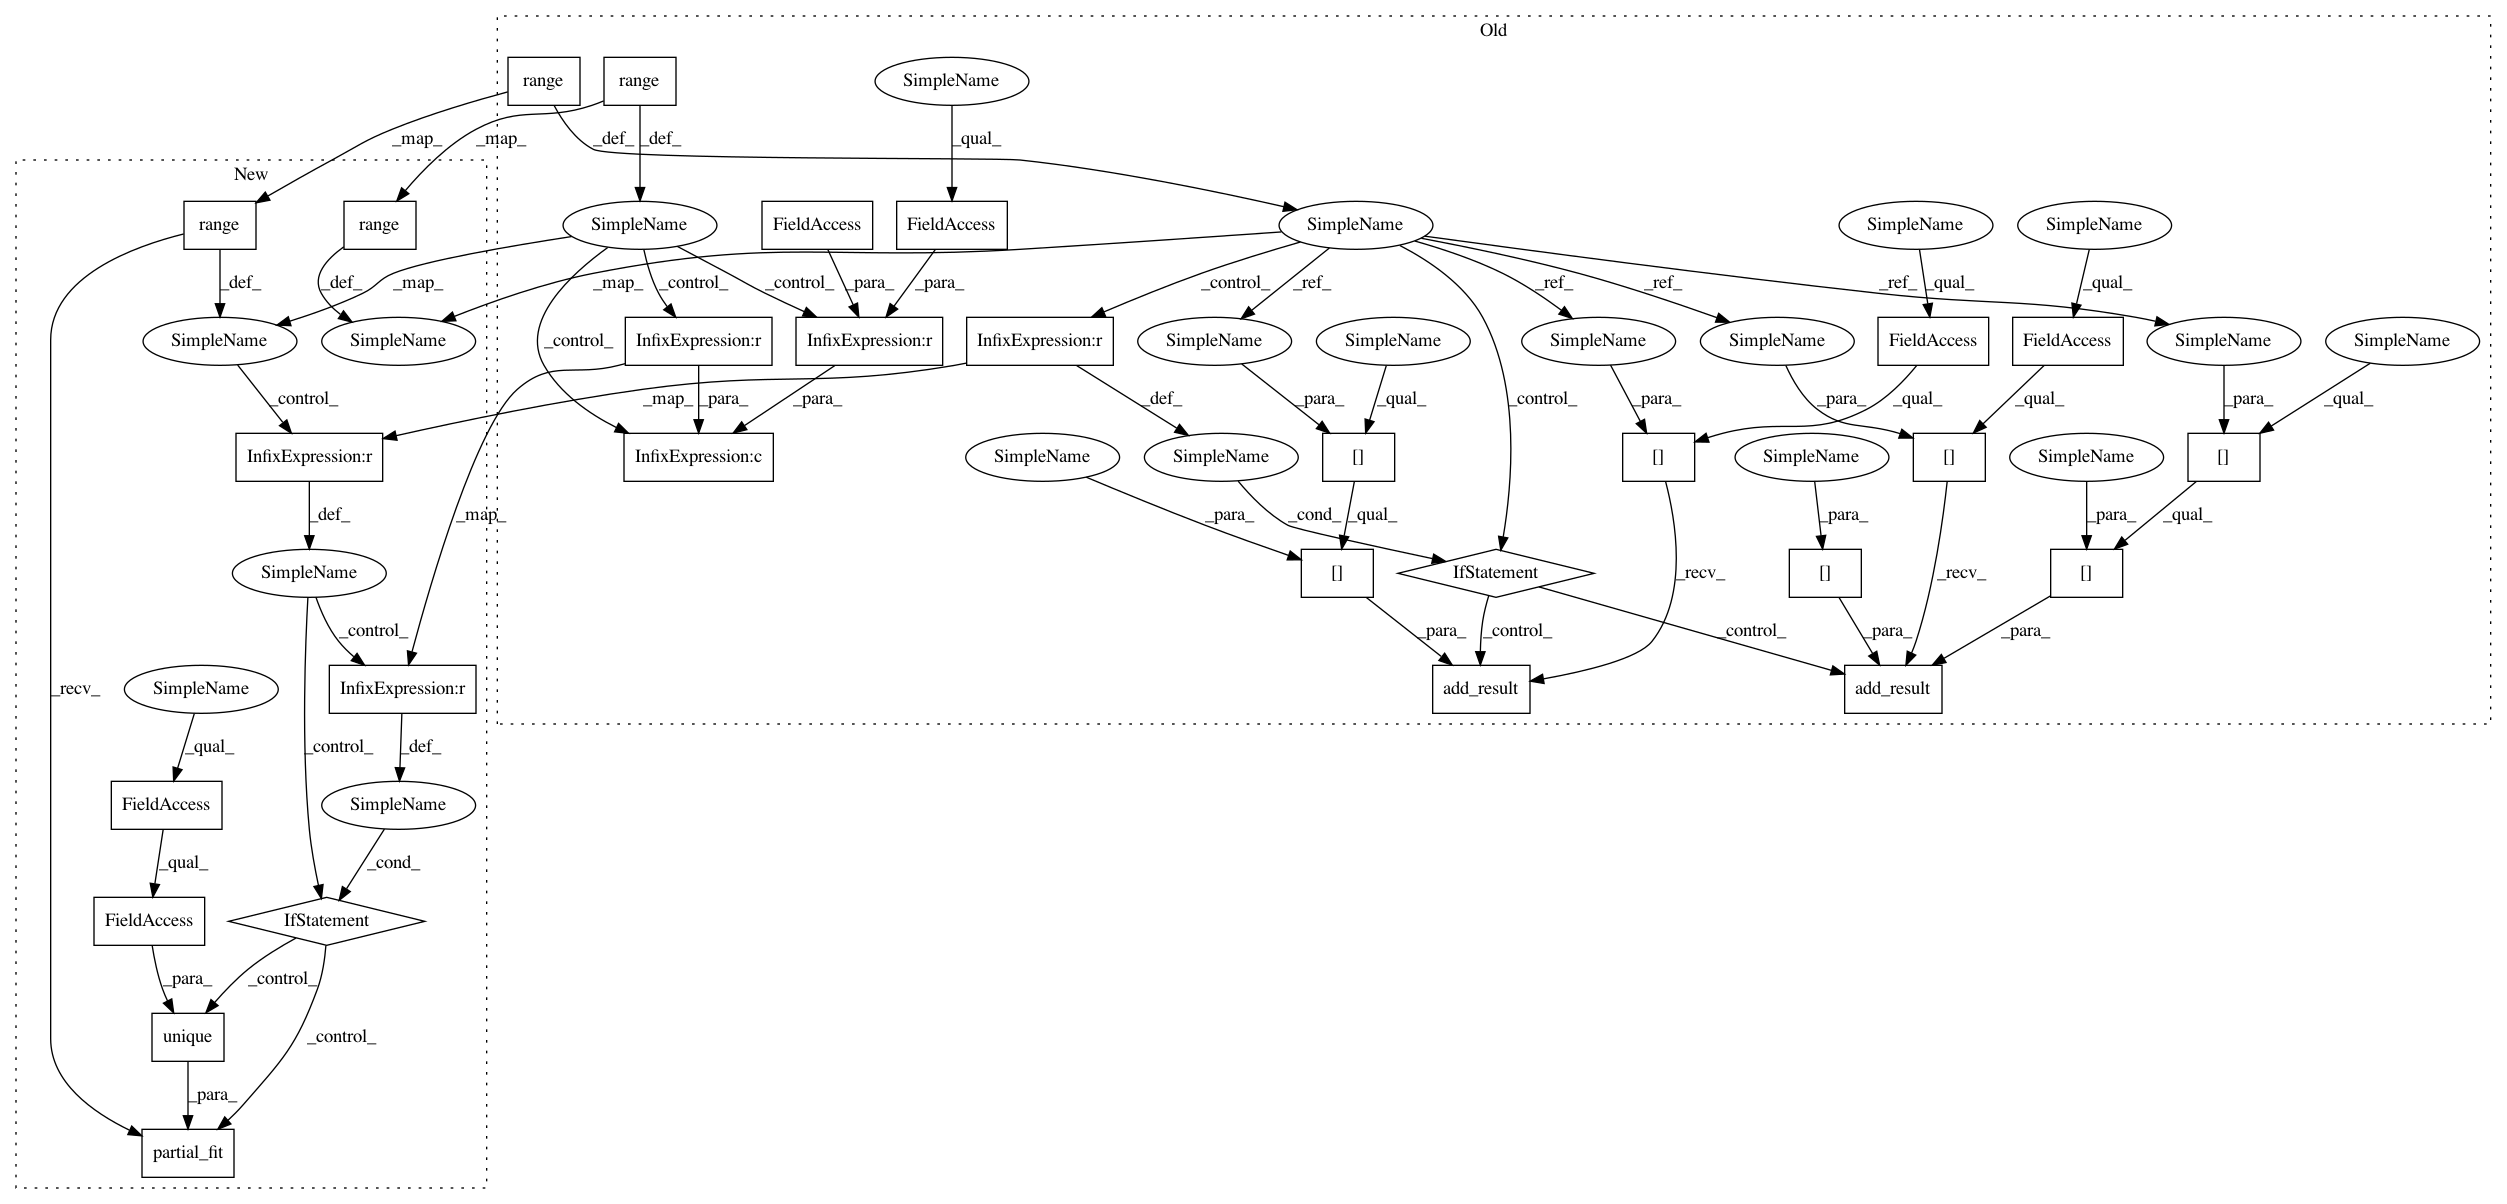 Old
range
range
SimpleName
_map_
_map_
_def_
_def_
_qual_
New
range
range
SimpleName
FieldAccess
FieldAccess
SimpleName
SimpleName
SimpleName
_def_
_def_
_map_
_control_
_control_
_para_
_para_
_map_
_control_
_ref_
_ref_
_ref_
_qual_
_ref_
_qual_
SimpleName
SimpleName
_control_
InfixExpression:r
InfixExpression:r
InfixExpression:r
SimpleName
SimpleName
SimpleName
SimpleName
FieldAccess
FieldAccess
SimpleName
SimpleName
_control_
_map_
_para_
_para_
_def_
_para_
_qual_
_control_
_para_
_para_
_qual_
_qual_
_para_
_qual_
InfixExpression:r
InfixExpression:c
SimpleName
SimpleName
[]
[]
SimpleName
[]
SimpleName
[]
_def_
_map_
_para_
_cond_
_qual_
_para_
_para_
_qual_
SimpleName
[]
IfStatement
_recv_
[]
_recv_
[]
_control_
_para_
_control_
_control_
_para_
_para_
_recv_
SimpleName
InfixExpression:r
add_result
add_result
_qual_
_control_
_def_
FieldAccess
SimpleName
_qual_
_cond_
FieldAccess
IfStatement
_para_
_control_
unique
_control_
_para_
partial_fit